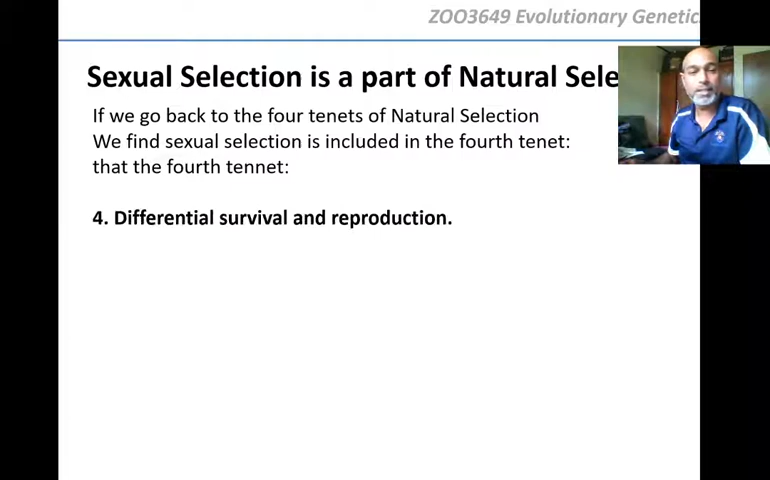 ZOO3649 Evolutionary Genetic
Sexual Selection is a part of Natural Sele
If we go back to the four tenets of Natural Selection
We find sexual selection is included in the fourth tenet:
that the fourth tennet:
4. Differential survival and reproduction.